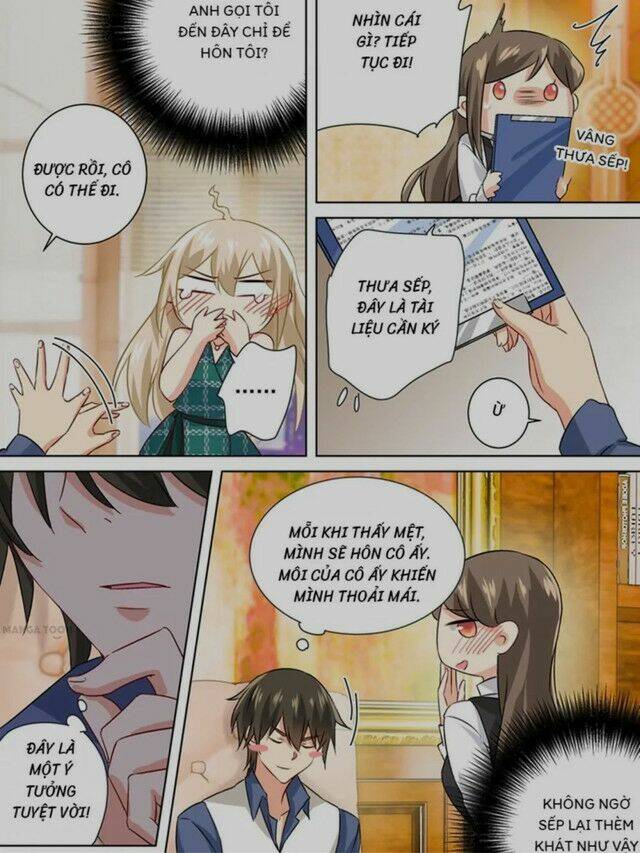 ANH GỌI TÔI
ĐẾN ĐÂY CHỈ ĐỂ
HÔN TÔI?
NHÌN CÁI
GÌ? TIẾP
TỤC ĐI!
VÂNG
THƯA SẾP!
ĐƯỢC RỒI, CÔ
CÓ THỂ ĐI.
......
THƯA SẾP,
ĐÂY LÀ TÀI
LIỆU CẦN KÝ
Ừ
MỖI KHI THẤY MỆT,
MÌNH SẼ HÔN CÔ ẤY.
MÔI CỦA CÔ ẤY KHIẾN
MÌNH THOẢI MÁI.
MANGA TOON
ĐÂY LÀ
MỘT Ý
TƯỞNG
TUYỆT VỜI!
KHÔNG NGỜ
SẾP LẠI THÈM
KHÁT NHƯ VẬY